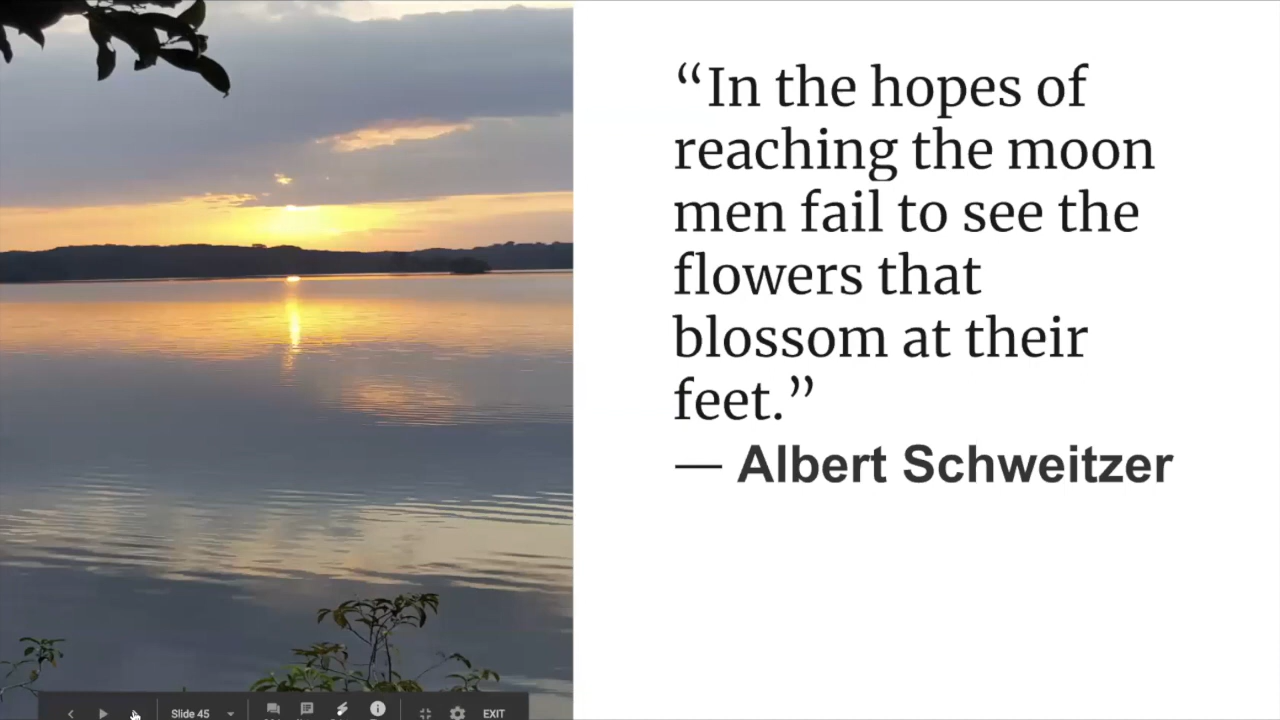 “In the hopes of
reaching the moon
men fail to see the
flowers that
blossom at their
feet.”
— Albert Schweitzer
Slide 45
EXIT